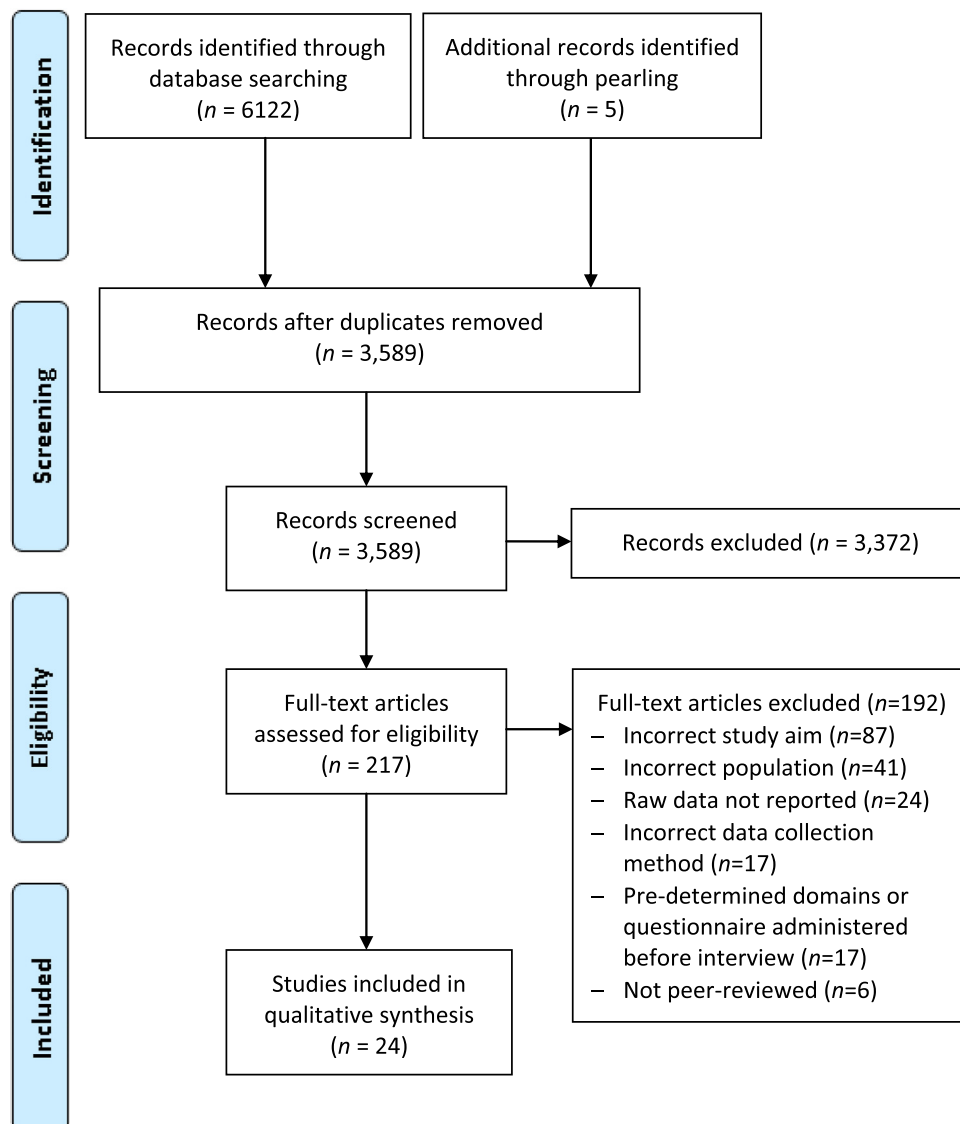 Identification
Records identified through
database searching
(n = 6122)
Additional records identified
through pearling
(n = 5)
Screening
Records after duplicates removed
(n = 3,589)
Records screened
(n = 3,589)
Records excluded (n = 3,372)
Eligibility
Full-text articles
assessed for eligibility
(n = 217)
Full-text articles excluded (n=192)
– Incorrect study aim (n=87)
– Incorrect population (n=41)
– Raw data not reported (n=24)
– Incorrect data collection
method (n=17)
– Pre-determined domains or
questionnaire administered
before interview (n=17)
– Not peer-reviewed (n=6)
Included
Studies included in
qualitative synthesis
(n = 24)